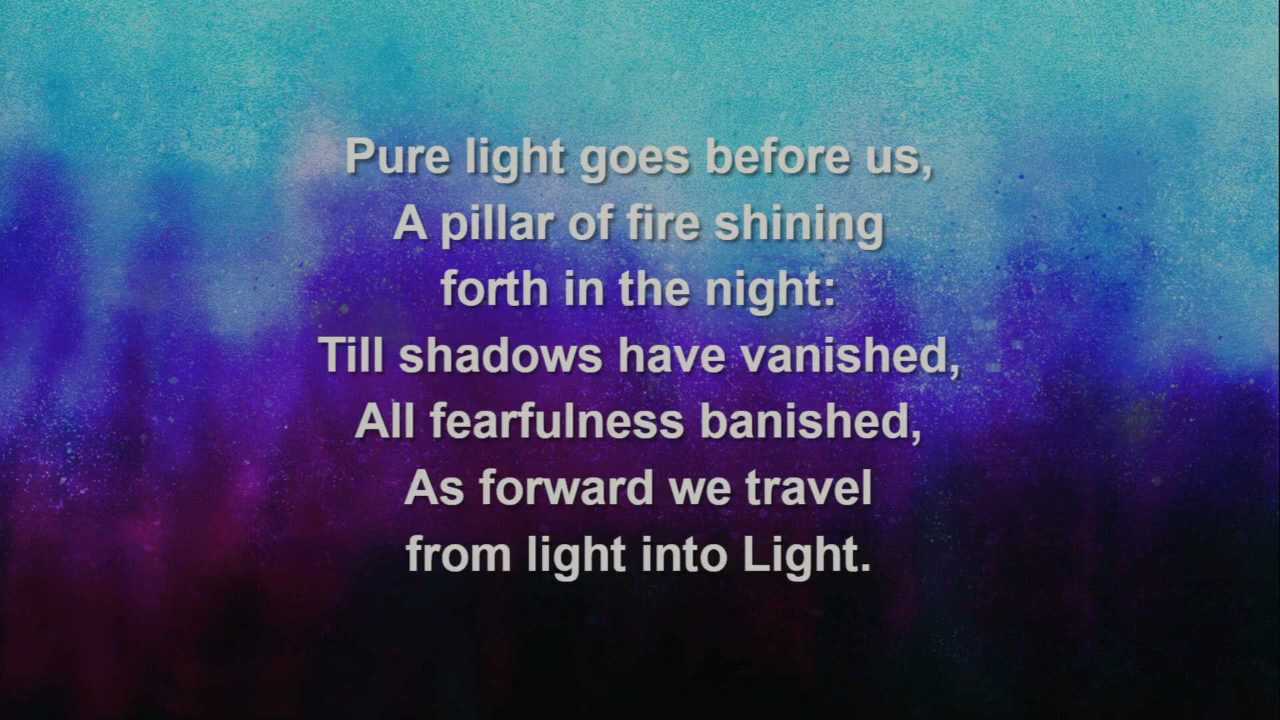 Pure light goes before us,
A pillar of fire shining
forth in the night:
Till shadows have vanished,
All fearfulness banished,
As forward we travel
from light into Light.